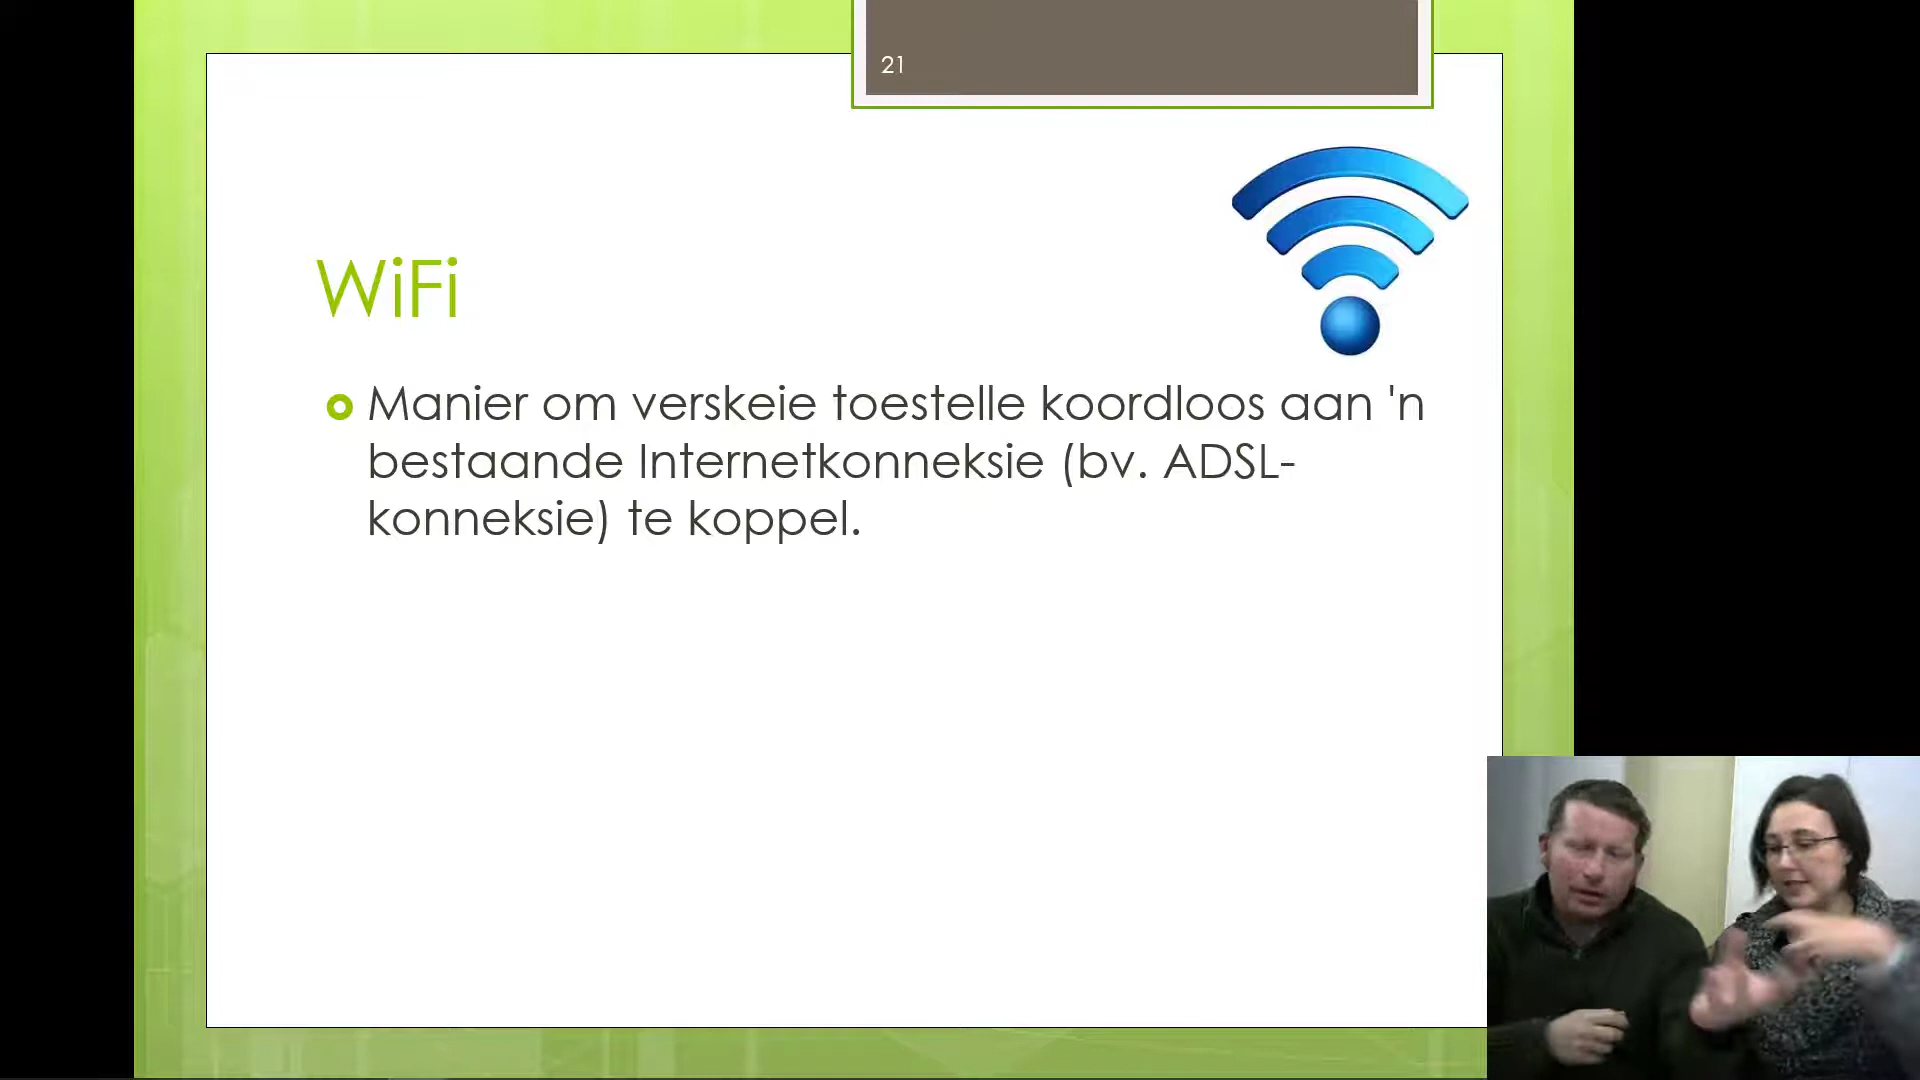 21
WiFi
Manier om verskeie toestelle koordloos aan 'n
bestaande Internetkonneksie (bv. ADSL-
konneksie) te koppel.